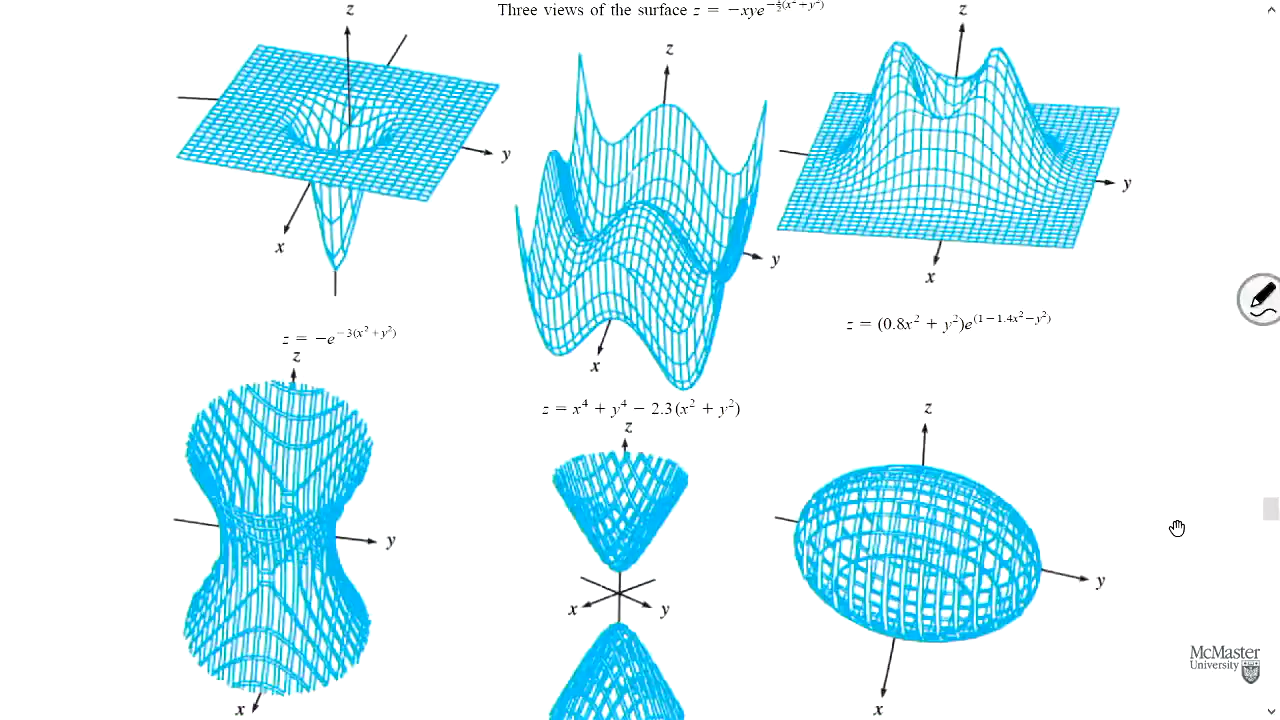 Three views of the surface z = −xye^{−½(x²+y²)}
z
z
z
y
x
y
x
y
x
z = −e^{−3(x² + y²)}
z = x⁴ + y⁴ − 2.3(x² + y²)
z = (0.8x² + y²)e^{(1−1.4x²−y²)}
z
y
x
z
x
y
z
y
x
McMaster
University